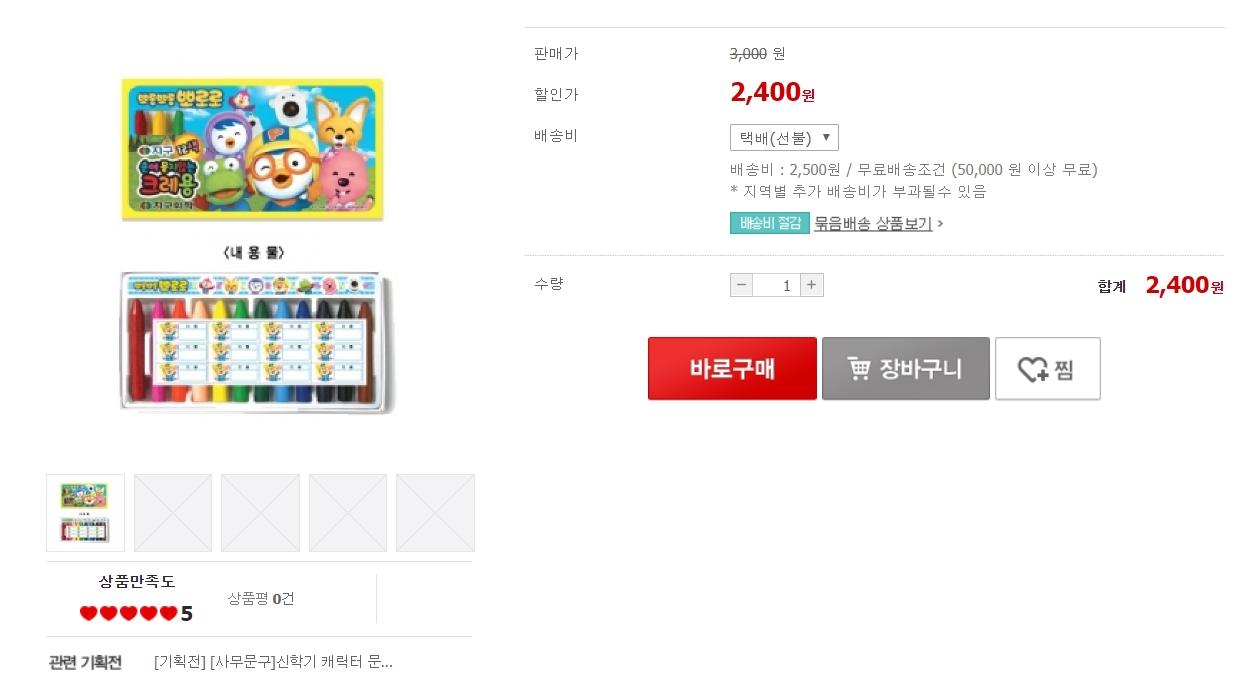 뽀롱뽀롱 뽀로로
지구 12색
손에 묻지않는
크레용
지구화학
<내 용 물>
뽀롱뽀롱 뽀로로
상품만족도
5
상품평 0건
관련 기획전
[기획전] [사무문구]신학기 캐릭터 문...
판매가
3,000 원
할인가
2,400원
배송비
택배(선불)
배송비 : 2,500원 / 무료배송조건 (50,000 원 이상 무료)
* 지역별 추가 배송비가 부과될수 있음
배송비 절감 묶음배송 상품보기 >
수량
1
합계 2,400원
바로구매
장바구니
찜